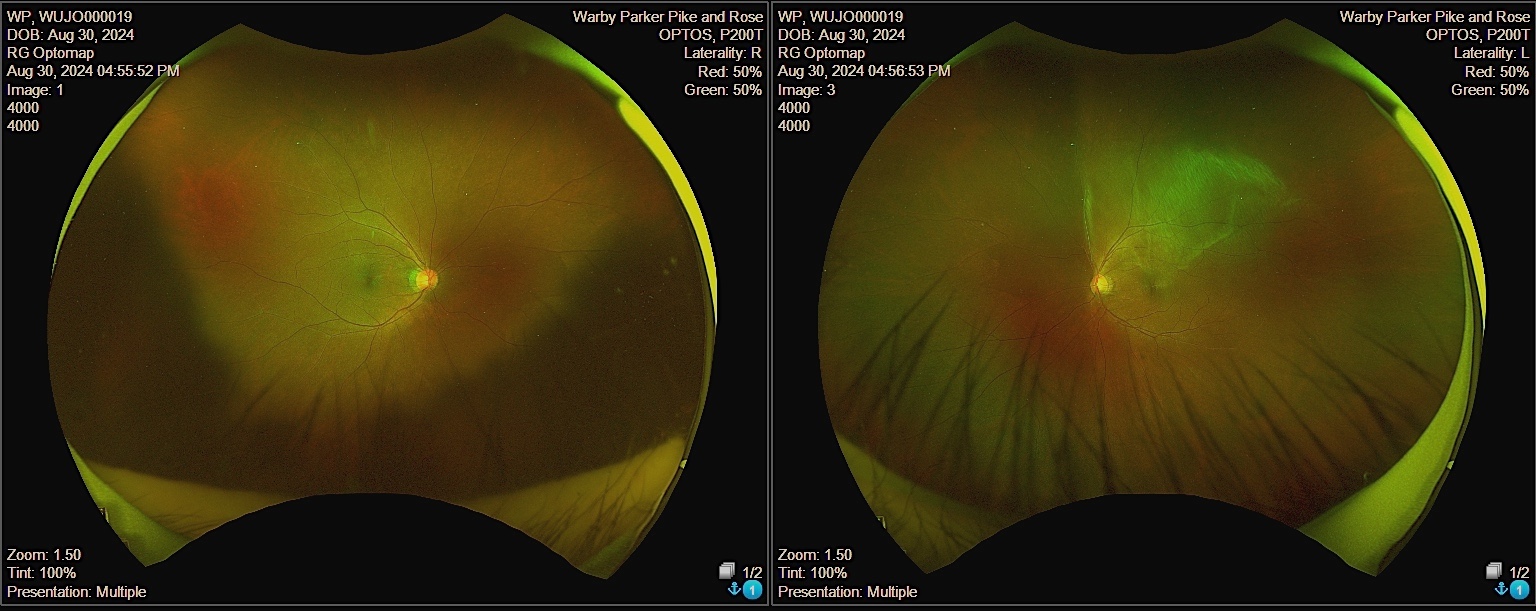 WP, WUJO000019
DOB: Aug 30, 2024
RG Optomap
Aug 30, 2024 04:55:52 PM
Image: 1
4000
4000
Warby Parker Pike and Rose
OPTOS, P200T
Laterality: R
Red: 50%
Green: 50%
Zoom: 1.50
Tint: 100%
Presentation: Multiple
1/2
1
WP, WUJO000019
DOB: Aug 30, 2024
RG Optomap
Aug 30, 2024 04:56:53 PM
Image: 3
4000
4000
Warby Parker Pike and Rose
OPTOS, P200T
Laterality: L
Red: 50%
Green: 50%
Zoom: 1.50
Tint: 100%
Presentation: Multiple
1/2
1